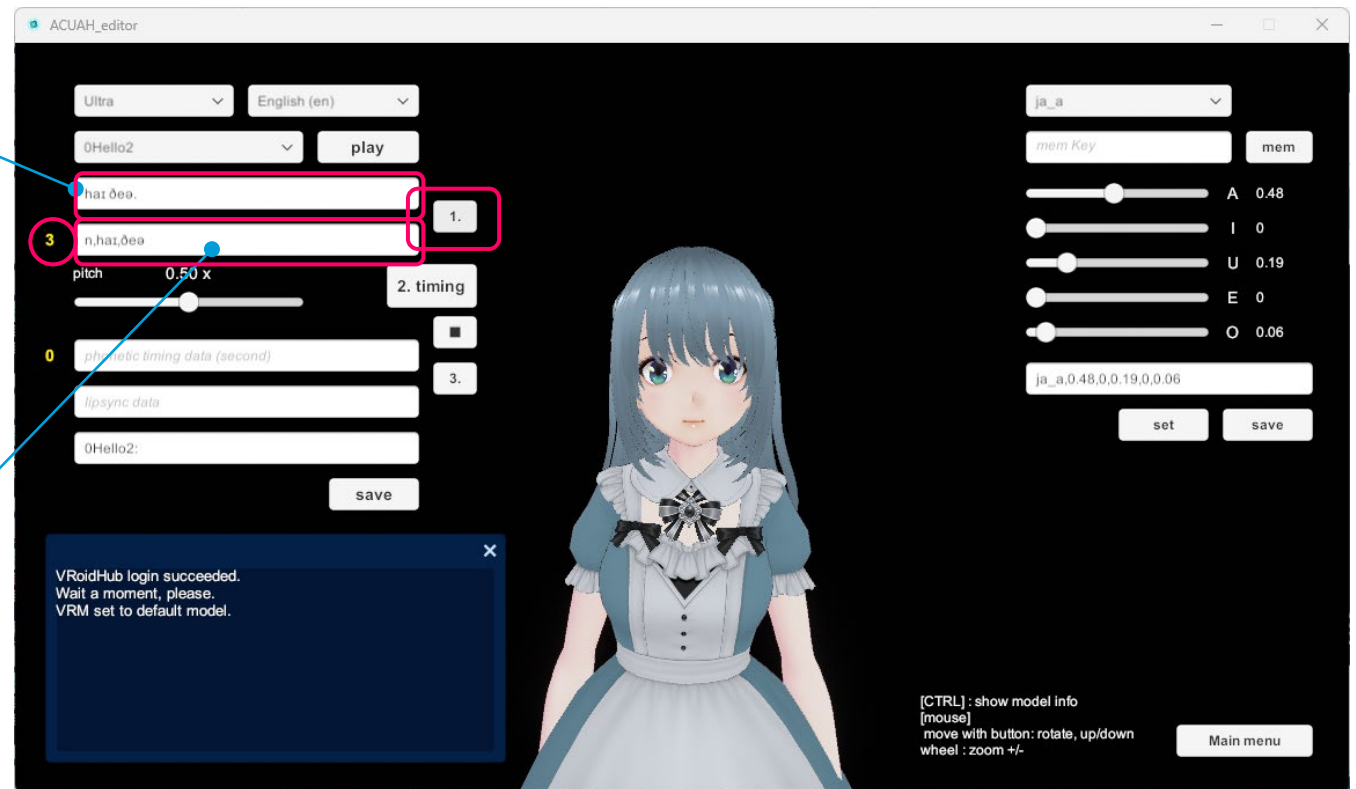 ACUAH_editor
Ultra
English (en)
0Hello2
play
haɪ ðeə.
1.
3
n,haɪ,ðeə
pitch 0.50 x
2. timing
■
0
phonetic timing data (second)
3.
lipsync data
0Hello2:
save
VRoidHub login succeeded.
Wait a moment, please.
VRM set to default model.
ja_a
mem Key
mem
A 0.48
I 0
U 0.19
E 0
O 0.06
ja_a,0.48,0,0.19,0,0.06
set
save
[CTRL] : show model info
[mouse]
move with button: rotate, up/down
wheel : zoom +/-
Main menu